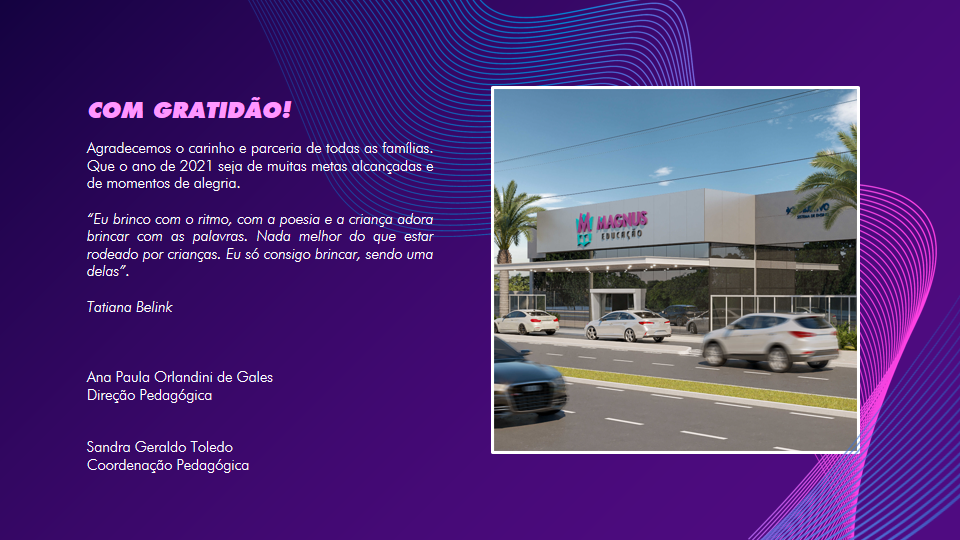 COM GRATIDÃO!
Agradecemos o carinho e parceria de todas as famílias.
Que o ano de 2021 seja de muitas metas alcançadas e
de momentos de alegria.
“Eu brinco com o ritmo, com a poesia e a criança adora
brincar com as palavras. Nada melhor do que estar
rodeado por crianças. Eu só consigo brincar, sendo uma
delas”.
Tatiana Belink
Ana Paula Orlandini de Gales
Direção Pedagógica
Sandra Geraldo Toledo
Coordenação Pedagógica
MAGNUS
EDUCAÇÃO